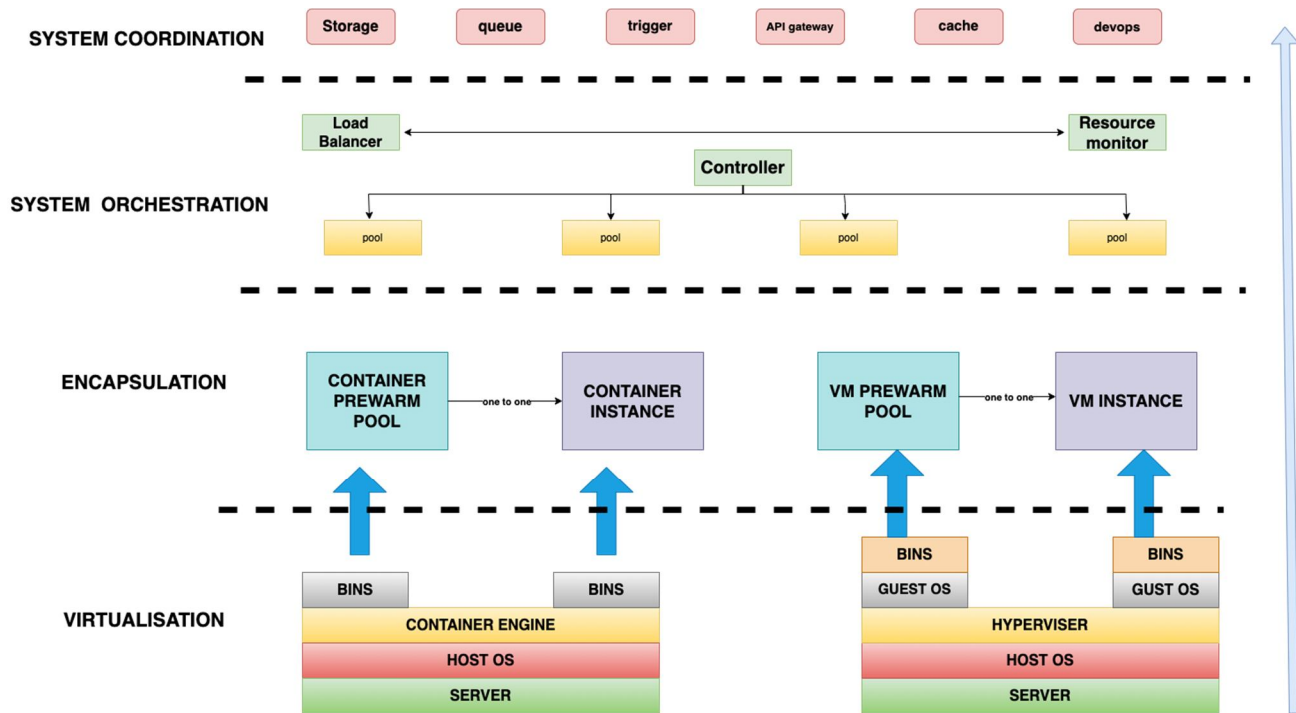 SYSTEM COORDINATION
Storage
queue
trigger
API gateway
cache
devops
Load
Balancer
Resource
monitor
Controller
SYSTEM ORCHESTRATION
pool
pool
pool
pool
ENCAPSULATION
CONTAINER
PREWARM
POOL
one to one
CONTAINER
INSTANCE
VM PREWARM
POOL
one to one
VM INSTANCE
VIRTUALISATION
BINS
BINS
CONTAINER ENGINE
HOST OS
SERVER
BINS
BINS
GUEST OS
GUST OS
HYPERVISER
HOST OS
SERVER